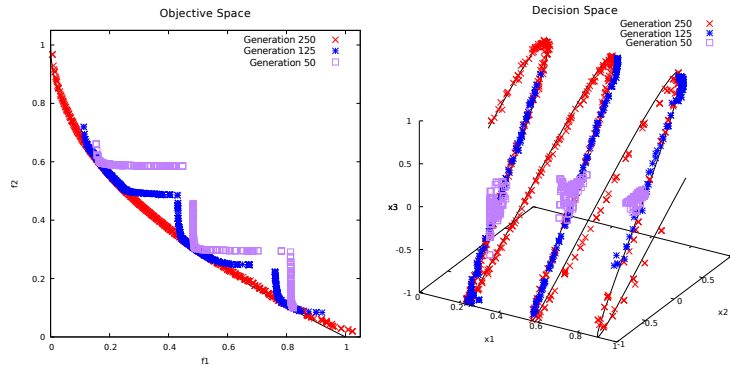 Objective Space
Generation 250
Generation 125
Generation 50
1
0.8
0.6
0.4
0.2
0
0 0.2 0.4 0.6 0.8 1
f2
f1
Decision Space
Generation 250
Generation 125
Generation 50
1
0.5
0
-0.5
-1
x3
0 0.2 0.4 0.6 0.8 1
x1
-1 -0.5 0 0.5 1
x2